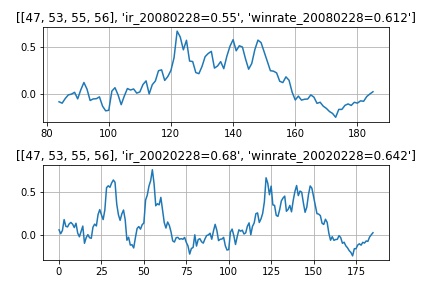 [[47, 53, 55, 56], 'ir_20080228=0.55', 'winrate_20080228=0.612']
0.5
0.0
80 100 120 140 160 180
[[47, 53, 55, 56], 'ir_20020228=0.68', 'winrate_20020228=0.642']
0.5
0.0
0 25 50 75 100 125 150 175